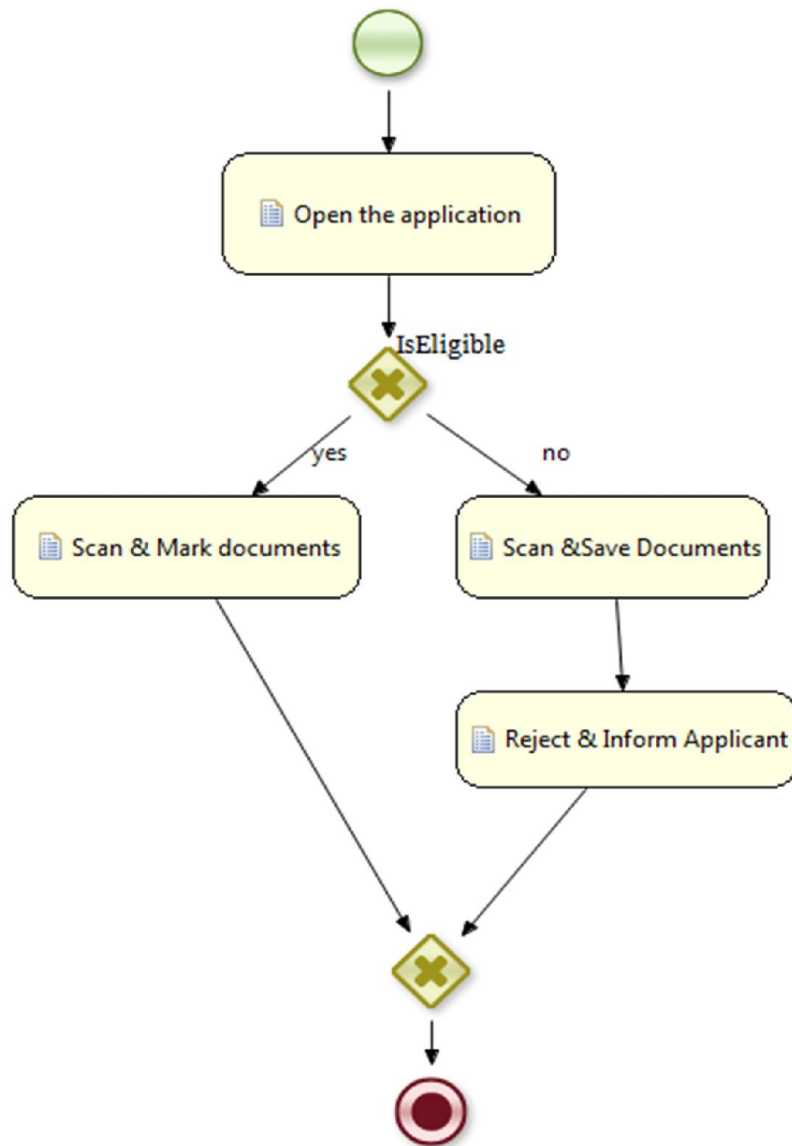 Open the application
IsEligible
yes
no
Scan & Mark documents
Scan &Save Documents
Reject & Inform Applicant